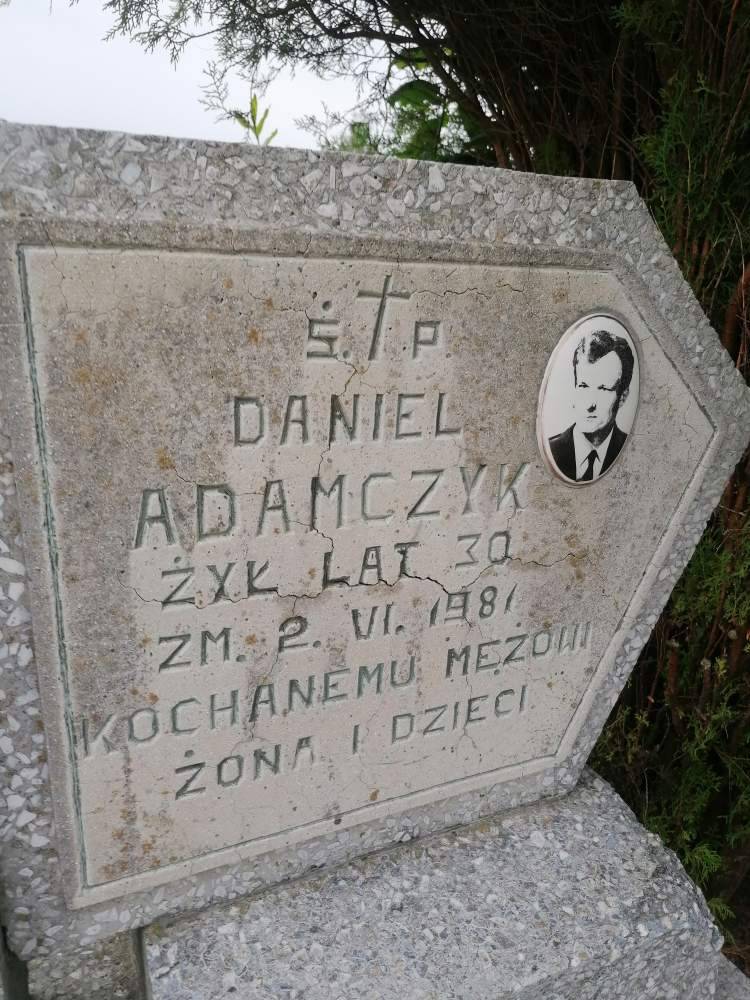 Ś. † P
DANIEL
ADAMCZYK
ŻYŁ LAT 30
ZM. 2. VI. 1981
KOCHANEMU MĘŻOWI
ŻONA I DZIECI